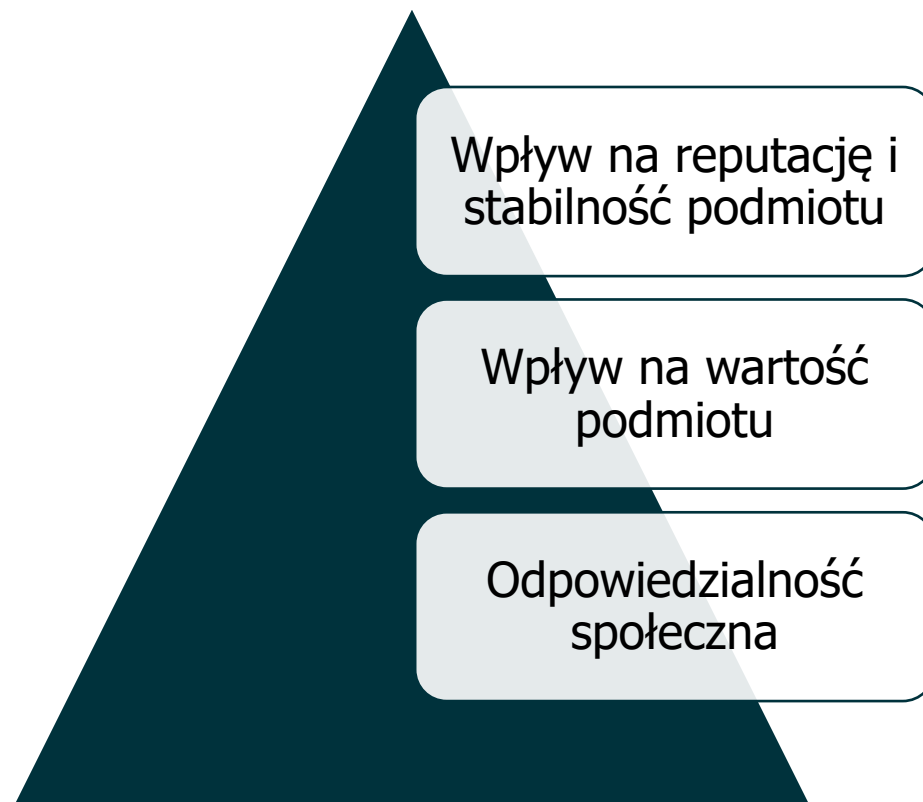 Wpływ na reputację i
stabilność podmiotu
Wpływ na wartość
podmiotu
Odpowiedzialność
społeczna